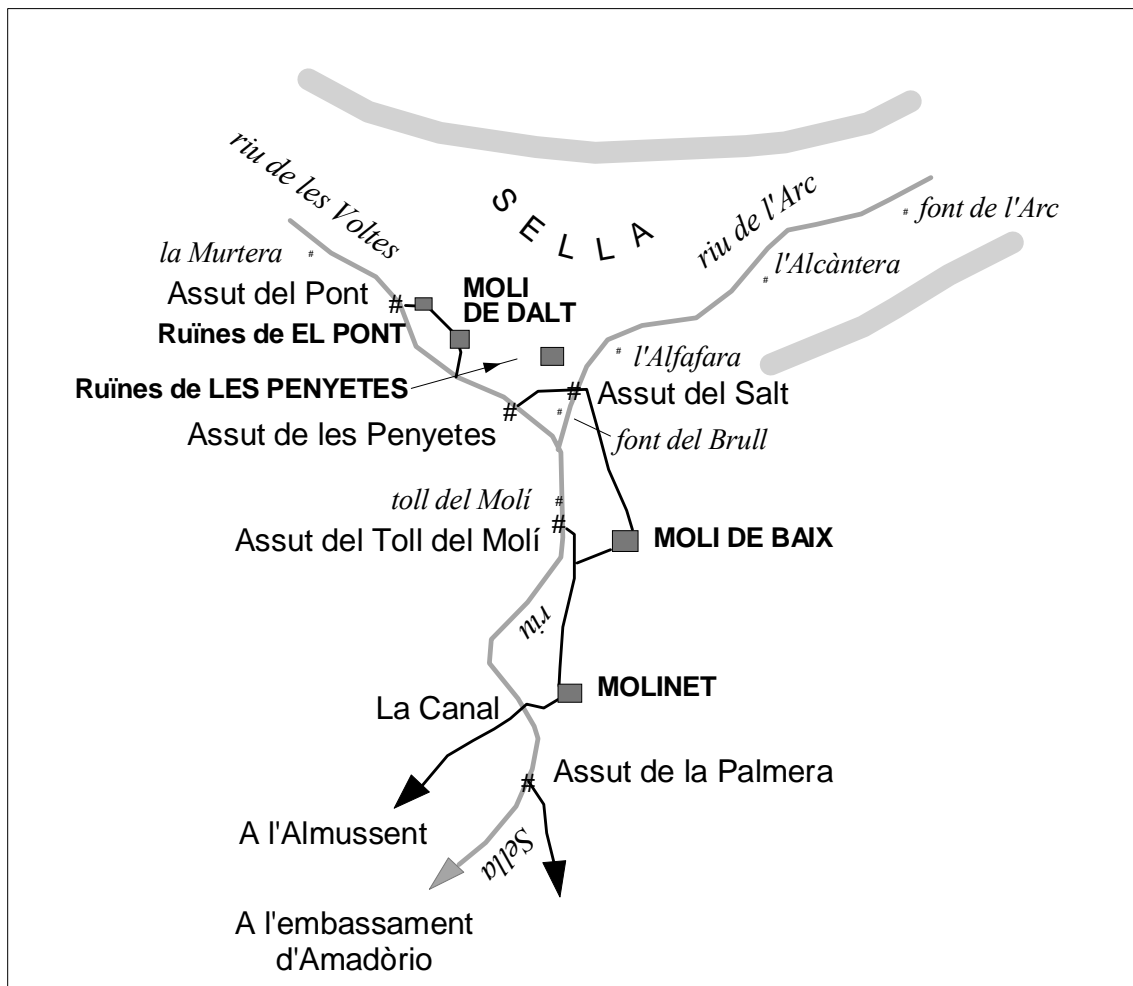 riu de les Voltes
SELLA
riu de l'Arc
font de l'Arc
la Murtera
l'Alcàntera
Assut del Pont
MOLI
DE DALT
Ruïnes de EL PONT
l'Alfafara
Ruïnes de LES PENYETES
Assut del Salt
Assut de les Penyetes
font del Brull
toll del Molí
Assut del Toll del Molí
MOLI DE BAIX
riu
MOLINET
La Canal
Assut de la Palmera
A l'Almussent
Sella
A l'embassament
d'Amadòrio